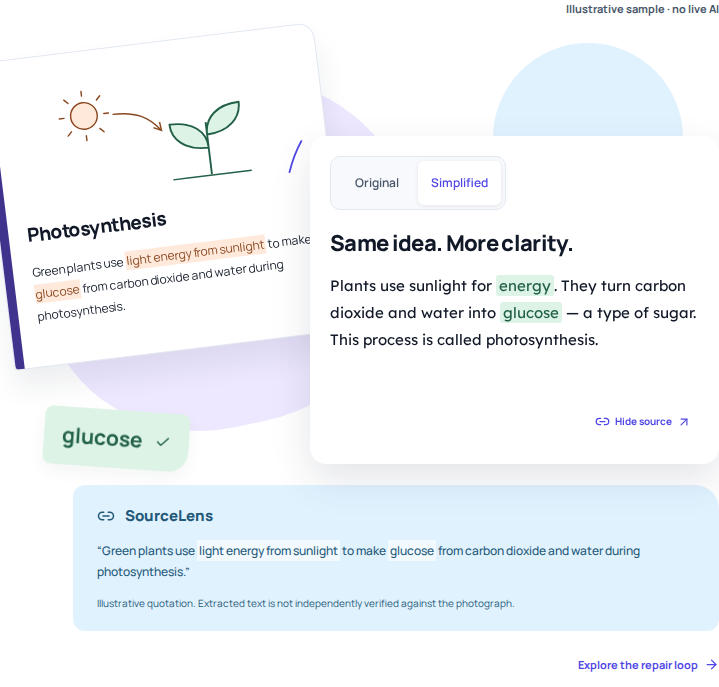 Illustrative sample · no live AI
Photosynthesis
Green plants use light energy from sunlight to make
glucose from carbon dioxide and water during
photosynthesis.
Original
Simplified
Same idea. More clarity.
Plants use sunlight for energy. They turn carbon
dioxide and water into glucose — a type of sugar.
This process is called photosynthesis.
Hide source
glucose
SourceLens
“Green plants use light energy from sunlight to make glucose from carbon dioxide and water during
photosynthesis.”
Illustrative quotation. Extracted text is not independently verified against the photograph.
Explore the repair loop